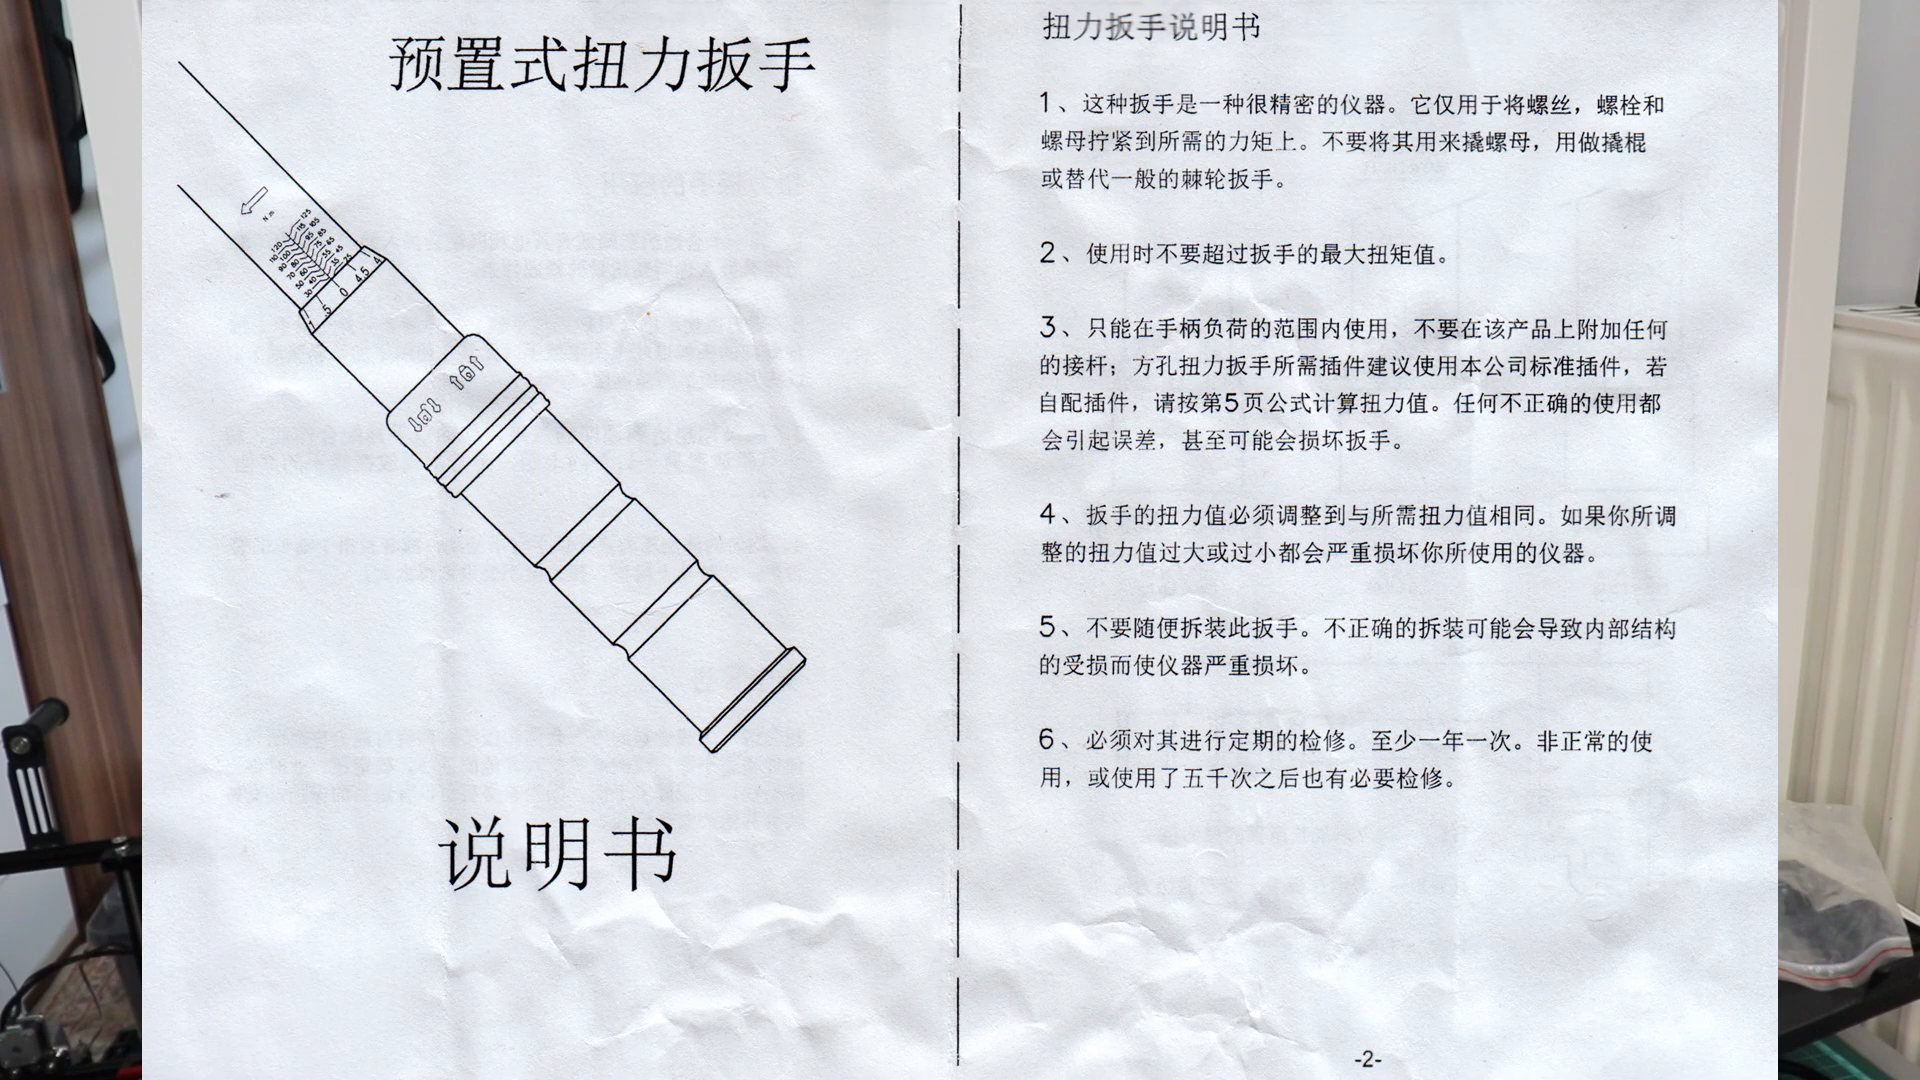 预置式扭力扳手
说明书
扭力扳手说明书
1、这种扳手是一种很精密的仪器。它仅用于将螺丝，螺栓和
螺母拧紧到所需的力矩上。不要将其用来撬螺母，用做撬棍
或替代一般的棘轮扳手。
2、使用时不要超过扳手的最大扭矩值。
3、只能在手柄负荷的范围内使用，不要在该产品上附加任何
的接杆；方孔扭力扳手所需插件建议使用本公司标准插件，若
自配插件，请按第5页公式计算扭力值。任何不正确的使用都
会引起误差，甚至可能会损坏扳手。
4、扳手的扭力值必须调整到与所需扭力值相同。如果你所调
整的扭力值过大或过小都会严重损坏你所使用的仪器。
5、不要随便拆装此扳手。不正确的拆装可能会导致内部结构
的受损而使仪器严重损坏。
6、必须对其进行定期的检修。至少一年一次。非正常的使
用，或使用了五千次之后也有必要检修。
-2-